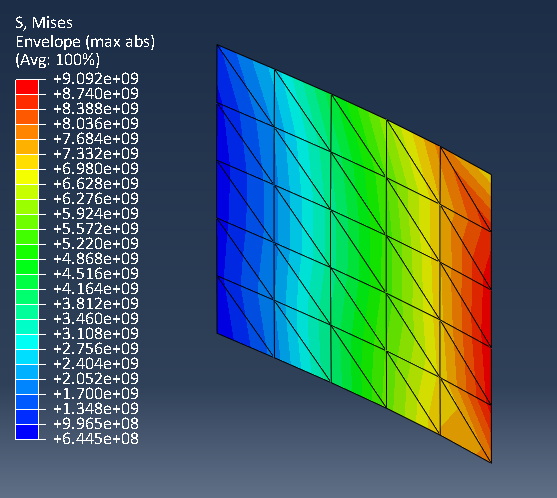 S, Mises
Envelope (max abs)
(Avg: 100%)
+9.092e+09
+8.740e+09
+8.388e+09
+8.036e+09
+7.684e+09
+7.332e+09
+6.980e+09
+6.628e+09
+6.276e+09
+5.924e+09
+5.572e+09
+5.220e+09
+4.868e+09
+4.516e+09
+4.164e+09
+3.812e+09
+3.460e+09
+3.108e+09
+2.756e+09
+2.404e+09
+2.052e+09
+1.700e+09
+1.348e+09
+9.965e+08
+6.445e+08